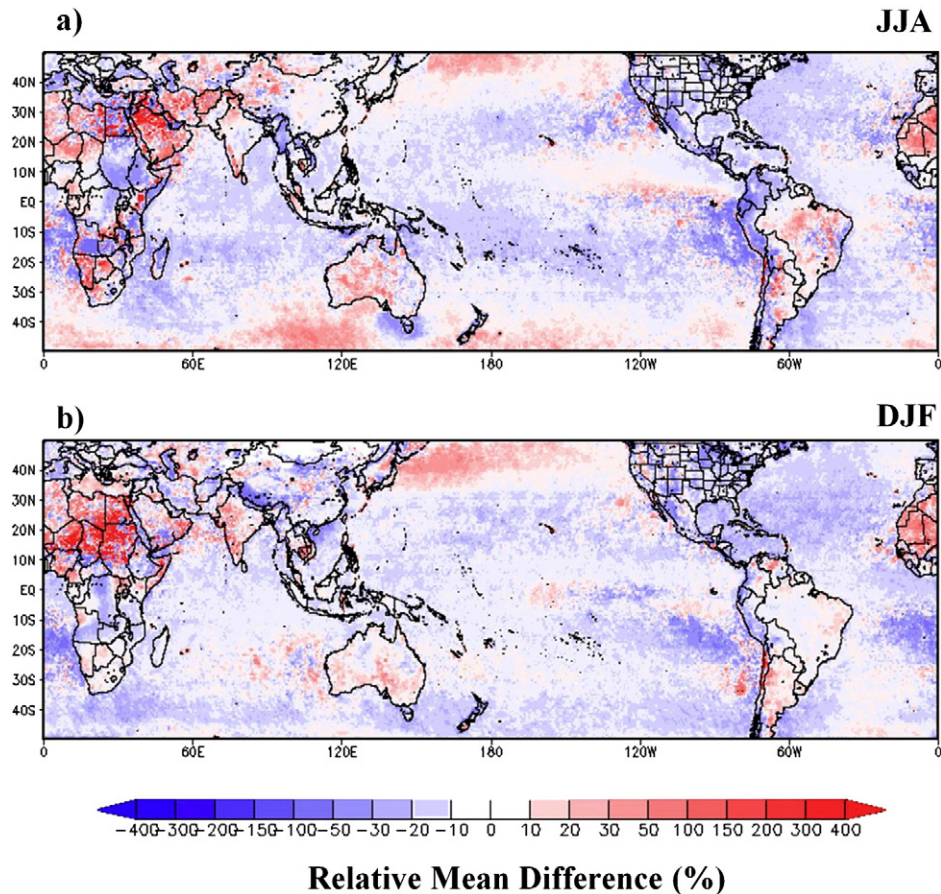 a) JJA
40N
30N
20N
10N
EQ
10S
20S
30S
40S
0 60E 120E 180 120W 60W 0
b) DJF
40N
30N
20N
10N
EQ
10S
20S
30S
40S
0 60E 120E 180 120W 60W 0
-400 -300 -200 -150 -100 -50 -30 -20 -10 0 10 20 30 50 100 150 200 300 400
Relative Mean Difference (%)